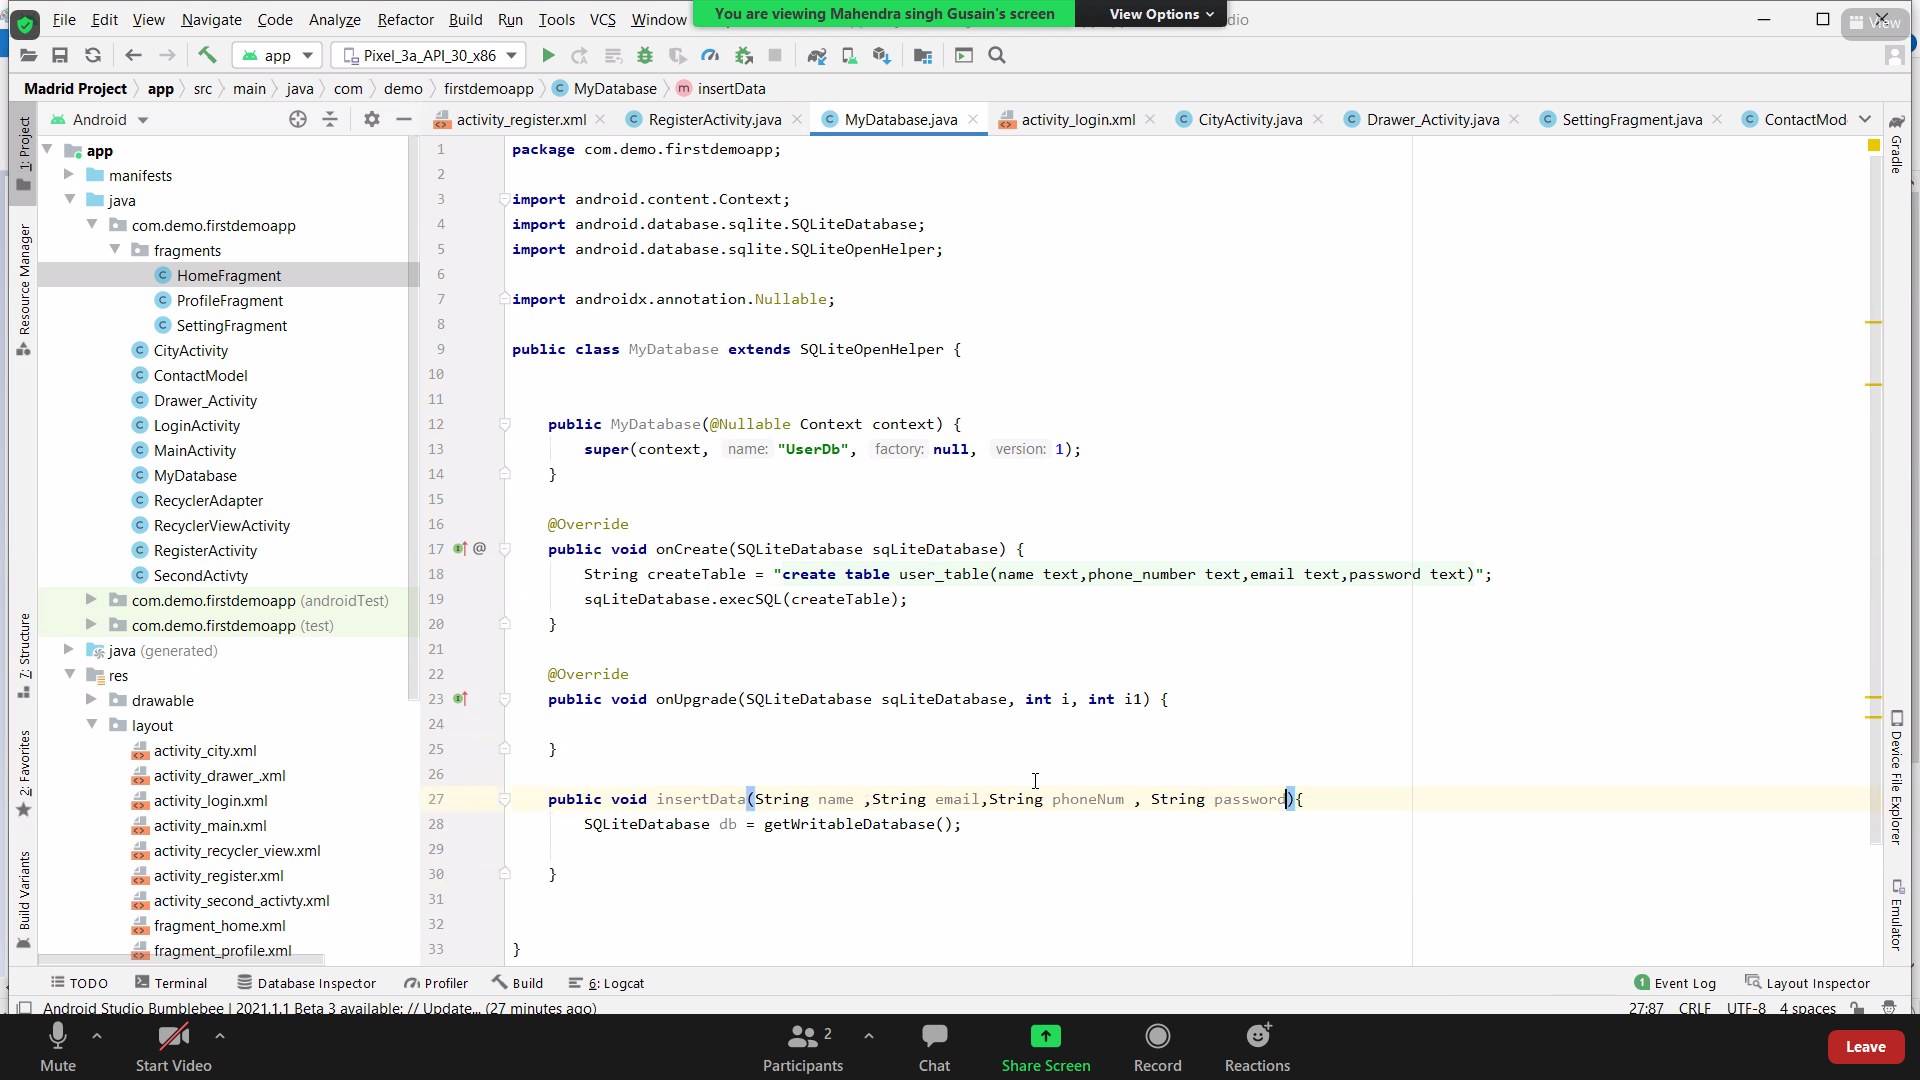 File Edit View Navigate Code Analyze Refactor Build Run Tools VCS Window
You are viewing Mahendra singh Gusain's screen
View Options
dio
View
app
Pixel_3a_API_30_x86
Madrid Project app src main java com demo firstdemoapp MyDatabase insertData
Android
activity_register.xml
RegisterActivity.java
MyDatabase.java
activity_login.xml
CityActivity.java
Drawer_Activity.java
SettingFragment.java
ContactMod
1: Project
Resource Manager
7: Structure
2: Favorites
Build Variants
app
manifests
java
com.demo.firstdemoapp
fragments
HomeFragment
ProfileFragment
SettingFragment
CityActivity
ContactModel
Drawer_Activity
LoginActivity
MainActivity
MyDatabase
RecyclerAdapter
RecyclerViewActivity
RegisterActivity
SecondActivty
com.demo.firstdemoapp (androidTest)
com.demo.firstdemoapp (test)
java (generated)
res
drawable
layout
activity_city.xml
activity_drawer_.xml
activity_login.xml
activity_main.xml
activity_recycler_view.xml
activity_register.xml
activity_second_activty.xml
fragment_home.xml
fragment_profile.xml
1 package com.demo.firstdemoapp;
2
3 import android.content.Context;
4 import android.database.sqlite.SQLiteDatabase;
5 import android.database.sqlite.SQLiteOpenHelper;
6
7 import androidx.annotation.Nullable;
8
9 public class MyDatabase extends SQLiteOpenHelper {
10
11
12 public MyDatabase(@Nullable Context context) {
13 super(context, name: "UserDb", factory: null, version: 1);
14 }
15
16 @Override
17 public void onCreate(SQLiteDatabase sqLiteDatabase) {
18 String createTable = "create table user_table(name text,phone_number text,email text,password text)";
19 sqLiteDatabase.execSQL(createTable);
20 }
21
22 @Override
23 public void onUpgrade(SQLiteDatabase sqLiteDatabase, int i, int i1) {
24
25 }
26
27 public void insertData(String name ,String email,String phoneNum , String password){
28 SQLiteDatabase db = getWritableDatabase();
29
30 }
31
32
33 }
Gradle
Device File Explorer
Emulator
TODO Terminal Database Inspector Profiler Build 6: Logcat
1 Event Log Layout Inspector
Android Studio Bumblebee | 2021.1.1 Beta 3 available: // Update... (27 minutes ago)
27:87 CRLF UTF-8 4 spaces
Mute
Start Video
2
Participants
Chat
Share Screen
Record
Reactions
Leave